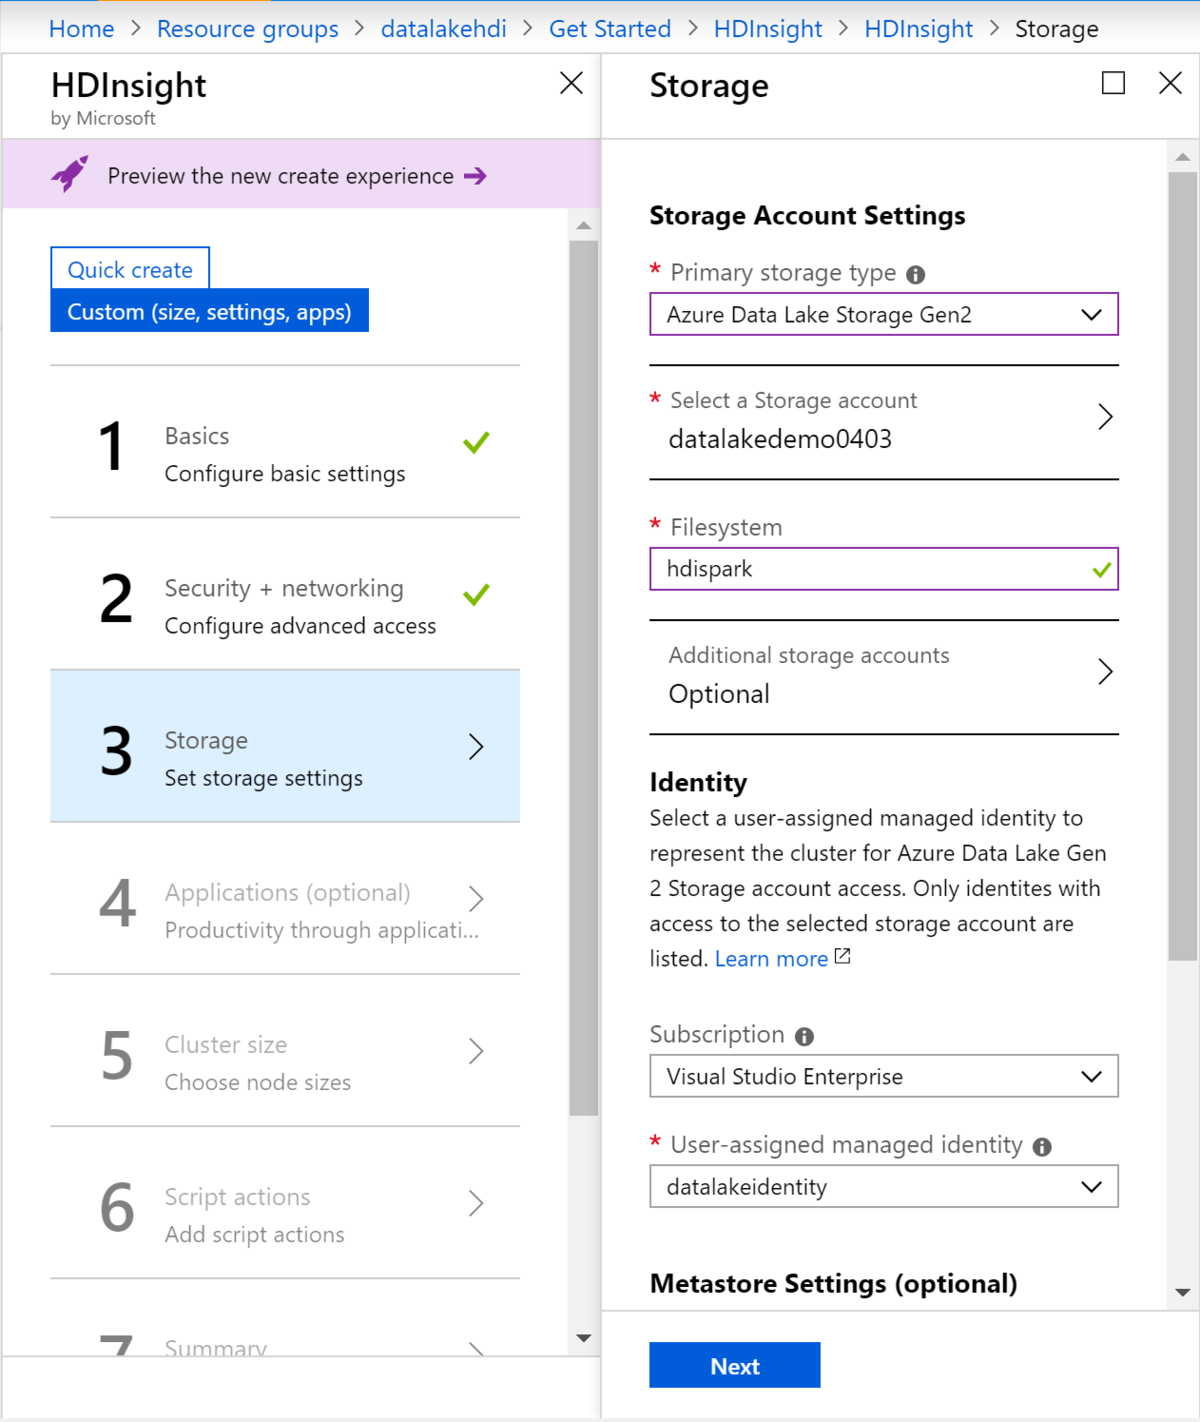 Home > Resource groups > datalakehdi > Get Started > HDInsight > HDInsight > Storage
HDInsight
by Microsoft
Preview the new create experience →
Quick create
Custom (size, settings, apps)
1
Basics
Configure basic settings
2
Security + networking
Configure advanced access
3
Storage
Set storage settings
4
Applications (optional)
Productivity through applicati...
5
Cluster size
Choose node sizes
6
Script actions
Add script actions
7
Summary
Storage
Storage Account Settings
* Primary storage type
Azure Data Lake Storage Gen2
* Select a Storage account
datalakedemo0403
* Filesystem
hdispark
Additional storage accounts
Optional
Identity
Select a user-assigned managed identity to
represent the cluster for Azure Data Lake Gen
2 Storage account access. Only identites with
access to the selected storage account are
listed. Learn more
Subscription
Visual Studio Enterprise
* User-assigned managed identity
datalakeidentity
Metastore Settings (optional)
Next